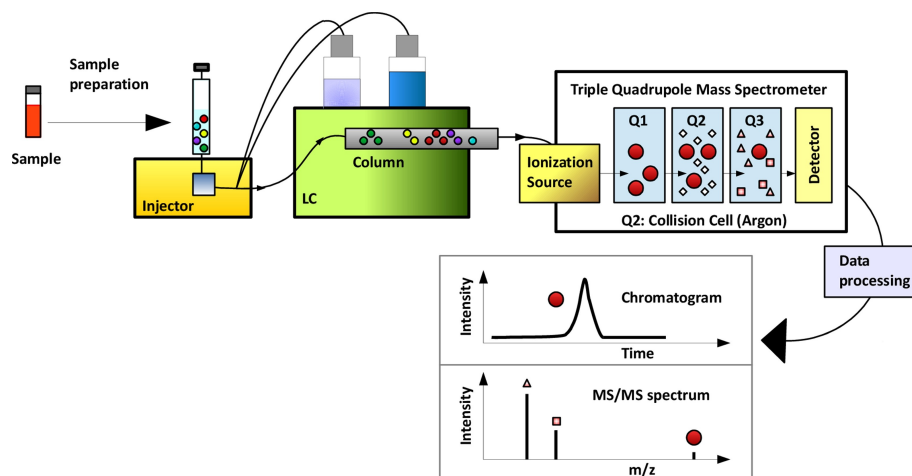 Sample
preparation
Sample
Injector
LC
Column
Ionization
Source
Triple Quadrupole Mass Spectrometer
Q1
Q2
Q3
Detector
Q2: Collision Cell (Argon)
Data
processing
Intensity
Chromatogram
Time
Intensity
MS/MS spectrum
m/z